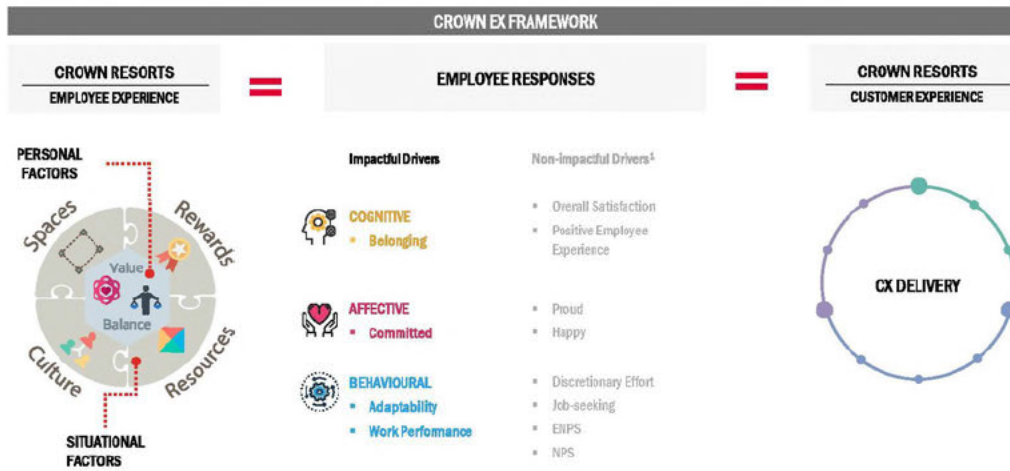 CROWN EX FRAMEWORK
CROWN RESORTS
EMPLOYEE EXPERIENCE
=
EMPLOYEE RESPONSES
=
CROWN RESORTS
CUSTOMER EXPERIENCE
PERSONAL
FACTORS
Spaces
Rewards
Value
Balance
Culture
Resources
SITUATIONAL
FACTORS
Impactful Drivers
Non-impactful Drivers¹
COGNITIVE
▪ Belonging
▪ Overall Satisfaction
▪ Positive Employee
Experience
AFFECTIVE
▪ Committed
▪ Proud
▪ Happy
BEHAVIOURAL
▪ Adaptability
▪ Work Performance
▪ Discretionary Effort
▪ Job-seeking
▪ ENPS
▪ NPS
CX DELIVERY